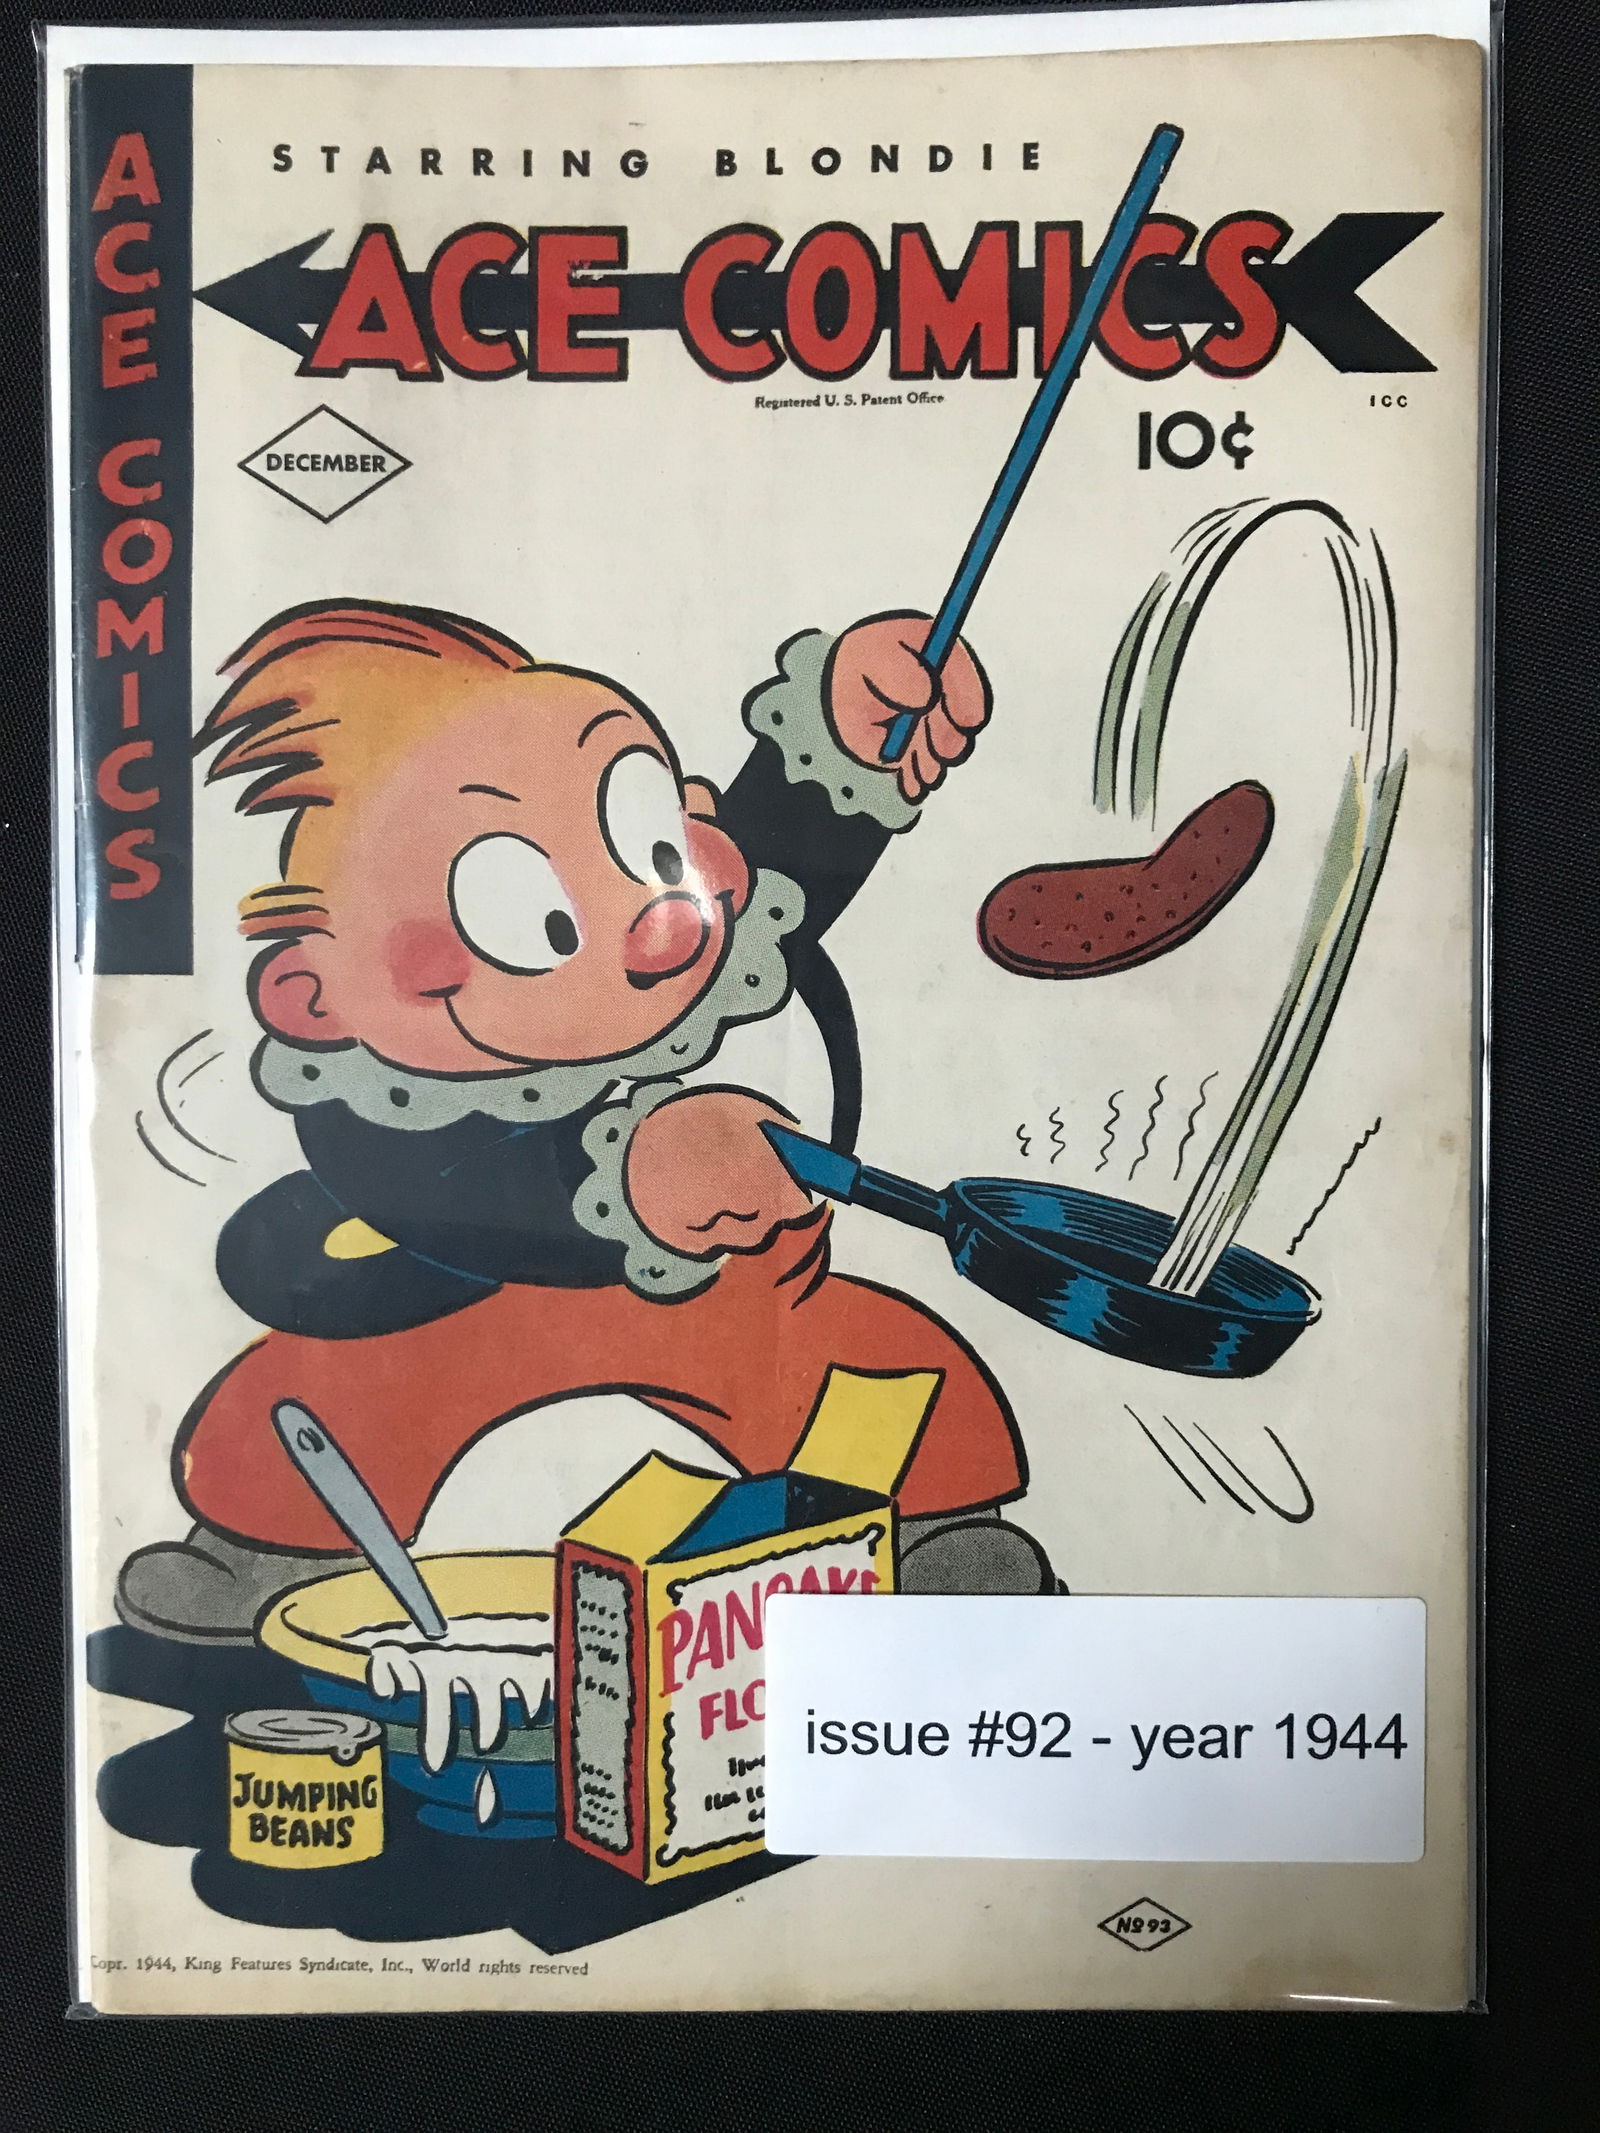 ACE COMICS
STARRING BLONDIE
ACE COMICS
Registered U. S. Patent Office
ICC
10¢
DECEMBER
PANCAKE
FLO
JUMPING
BEANS
issue #92 - year 1944
No 93
Copr. 1944, King Features Syndicate, Inc., World rights reserved